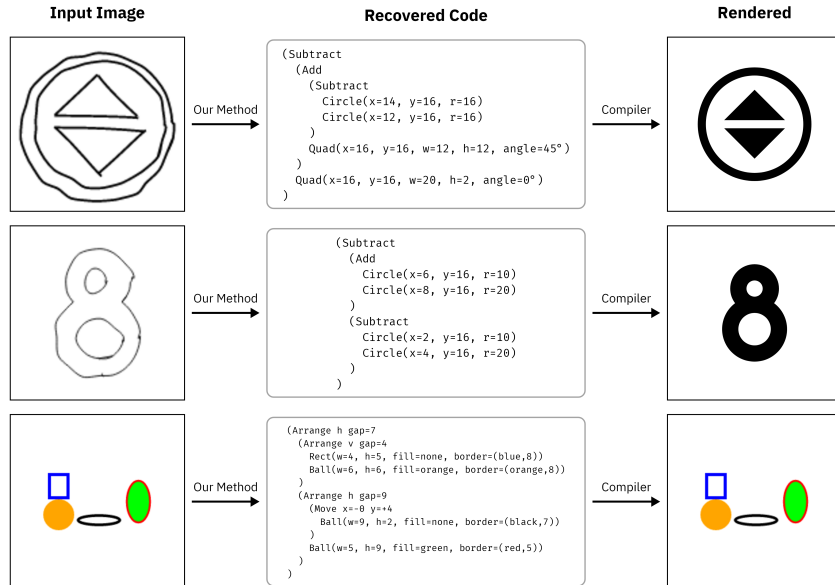 Input Image
Recovered Code
Rendered
Our Method
(Subtract
(Add
(Subtract
Circle(x=14, y=16, r=16)
Circle(x=12, y=16, r=16)
)
Quad(x=16, y=16, w=12, h=12, angle=45°)
)
Quad(x=16, y=16, w=20, h=2, angle=0°)
)
Compiler
Our Method
(Subtract
(Add
Circle(x=6, y=16, r=10)
Circle(x=8, y=16, r=20)
)
(Subtract
Circle(x=2, y=16, r=10)
Circle(x=4, y=16, r=20)
)
)
Compiler
Our Method
(Arrange h gap=7
(Arrange v gap=4
Rect(w=4, h=5, fill=none, border=(blue,8))
Ball(w=6, h=6, fill=orange, border=(orange,8))
)
(Arrange h gap=9
(Move x=-0 y=+4
Ball(w=9, h=2, fill=none, border=(black,7))
)
Ball(w=5, h=9, fill=green, border=(red,5))
)
)
Compiler